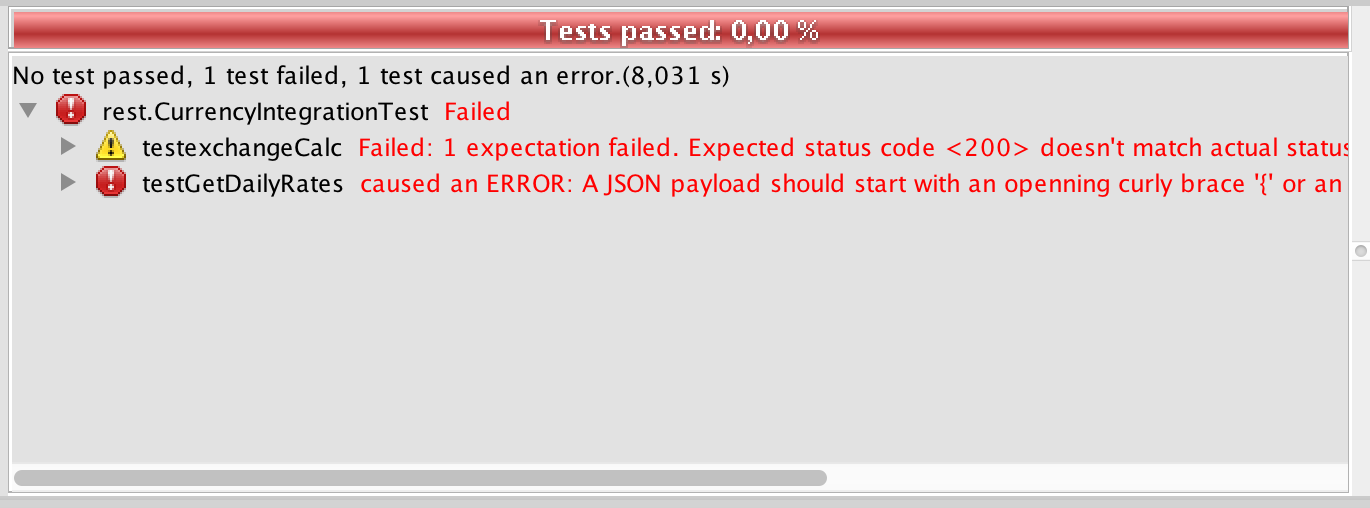 Tests passed: 0,00 %
No test passed, 1 test failed, 1 test caused an error.(8,031 s)
rest.CurrencyIntegrationTest Failed
testexchangeCalc Failed: 1 expectation failed. Expected status code <200> doesn't match actual status
testGetDailyRates caused an ERROR: A JSON payload should start with an openning curly brace '{' or an